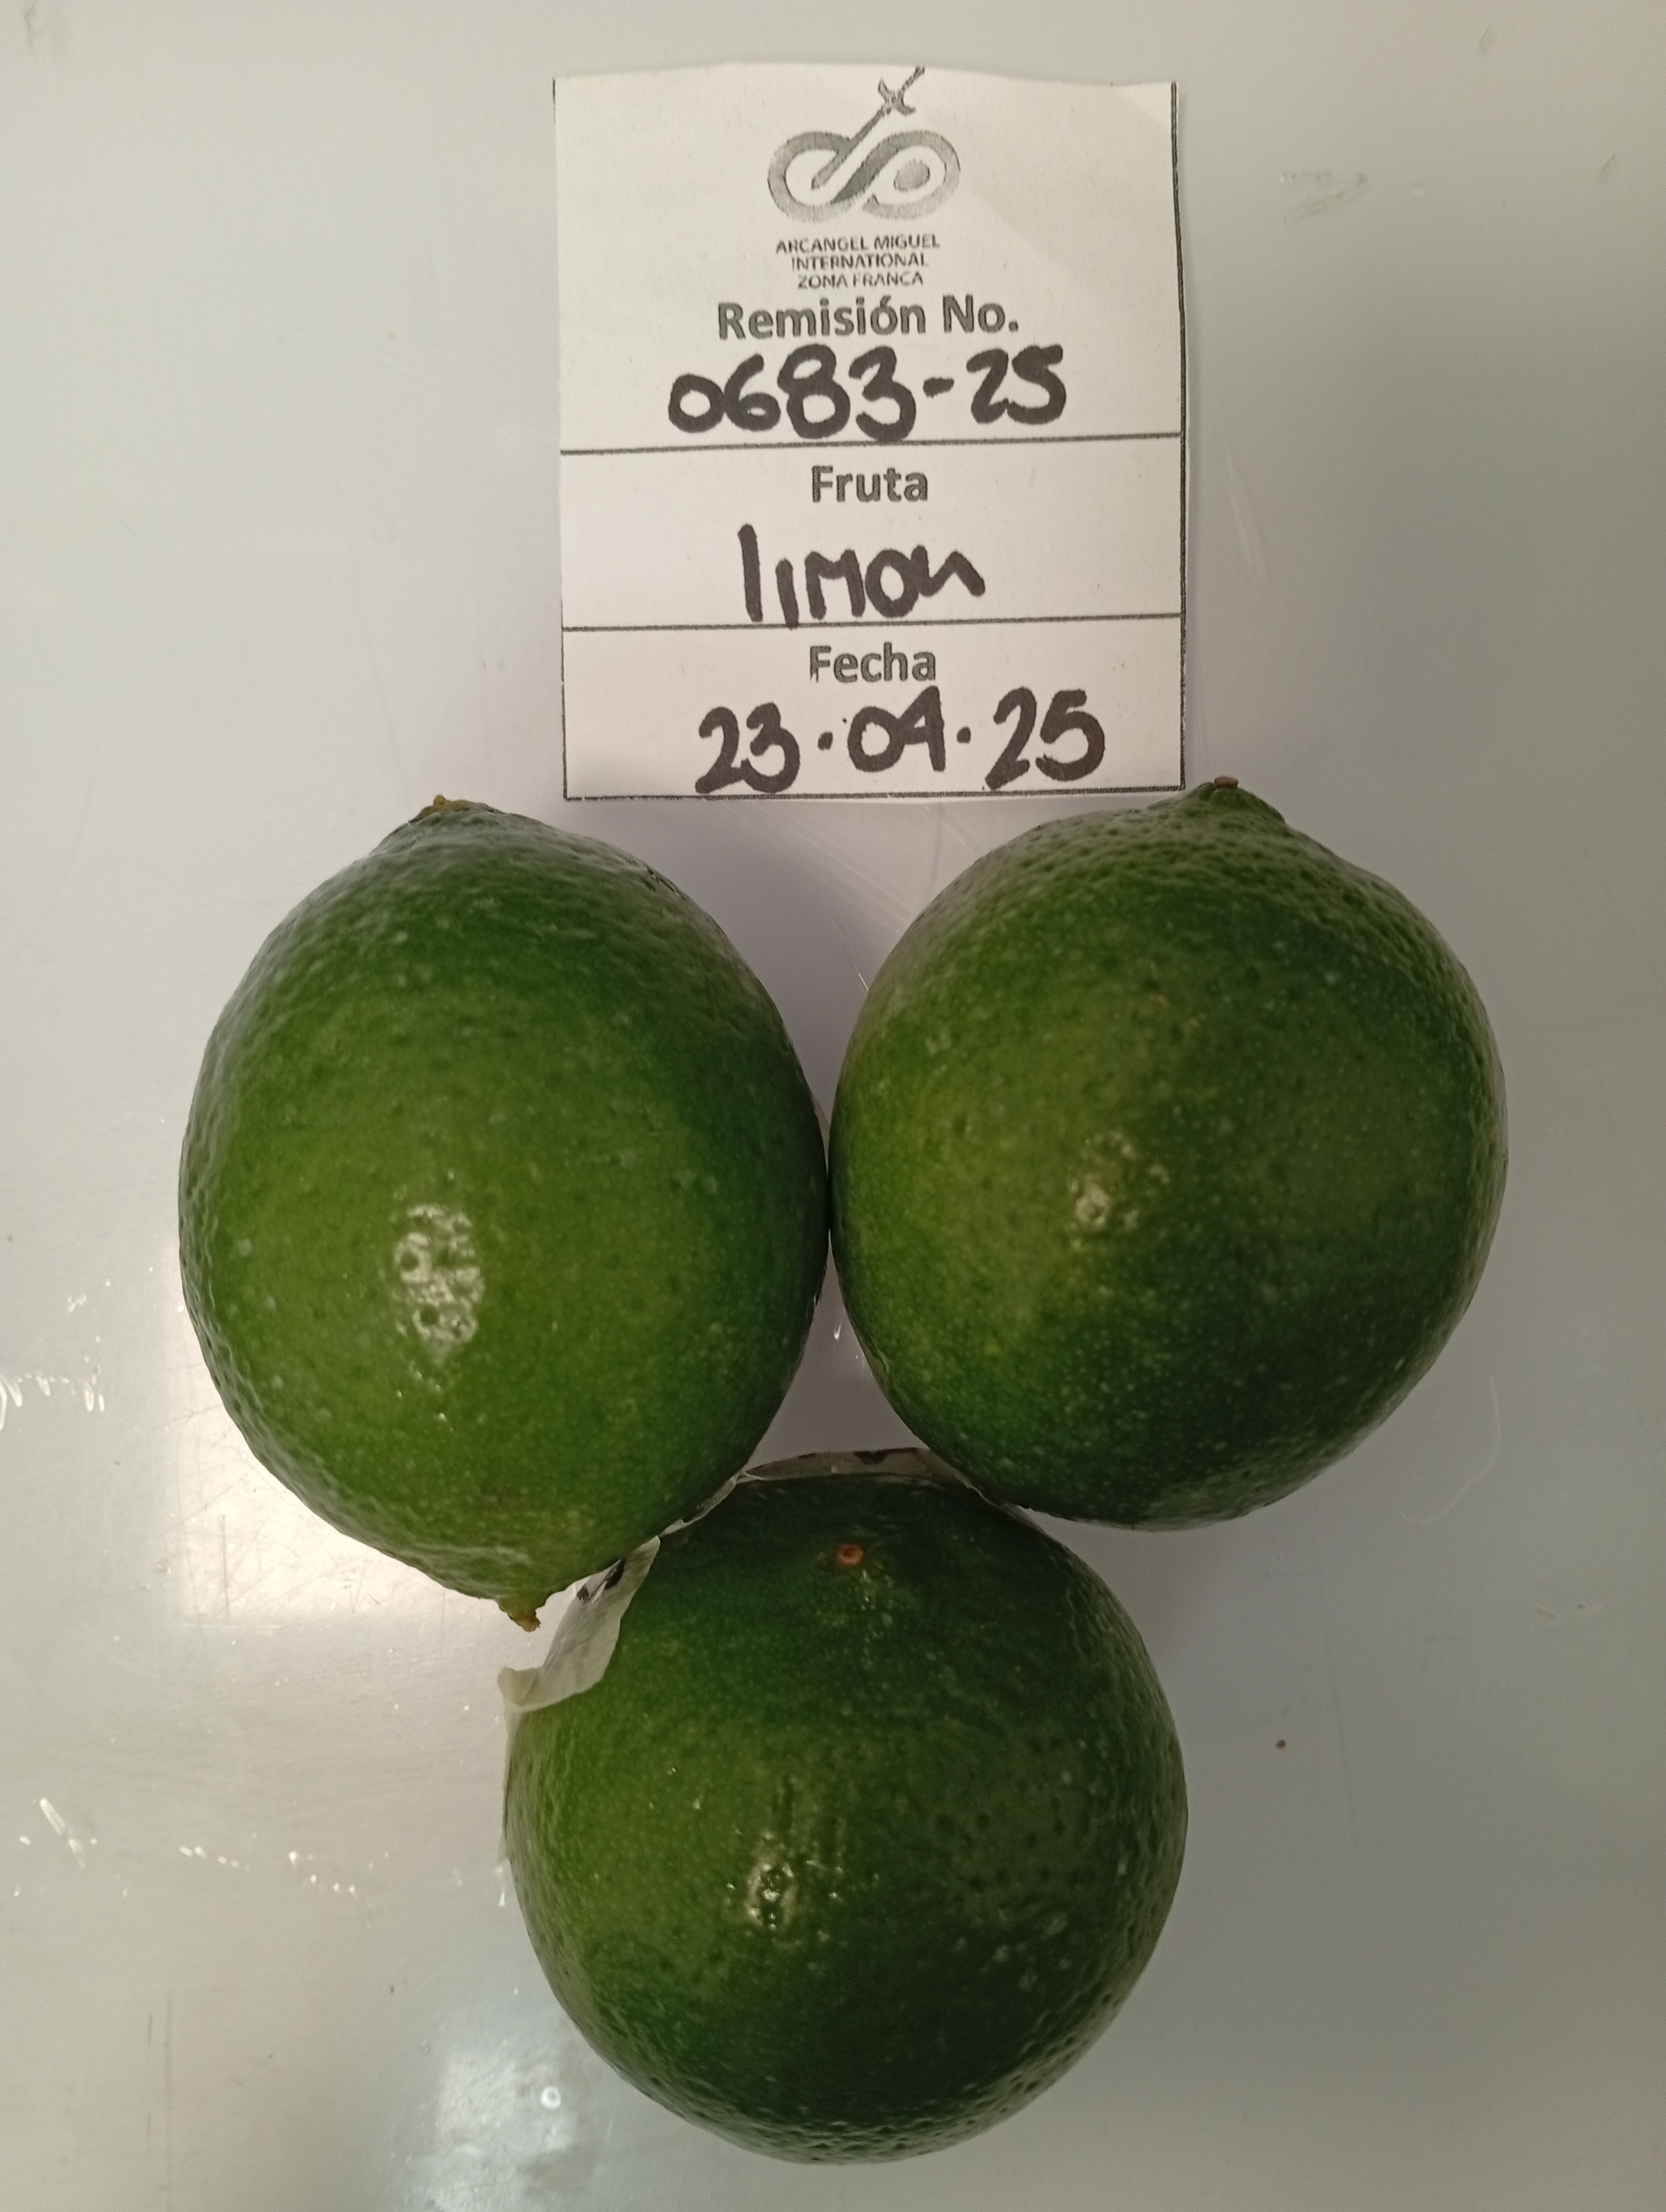 ARCANGEL MIGUEL
INTERNATIONAL
ZONA FRANCA
Remisión No.
0683-25
Fruta
limon
Fecha
23.04.25